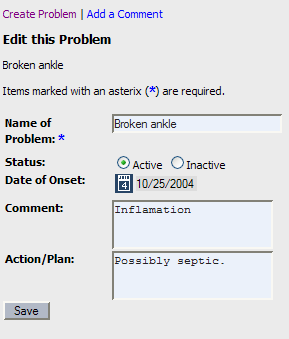 Create Problem | Add a Comment
Edit this Problem
Broken ankle
Items marked with an asterix (*) are required.
Name of Problem: * Broken ankle
Status: Active Inactive
Date of Onset: 4 10/25/2004
Comment: Inflamation
Action/Plan: Possibly septic.
Save